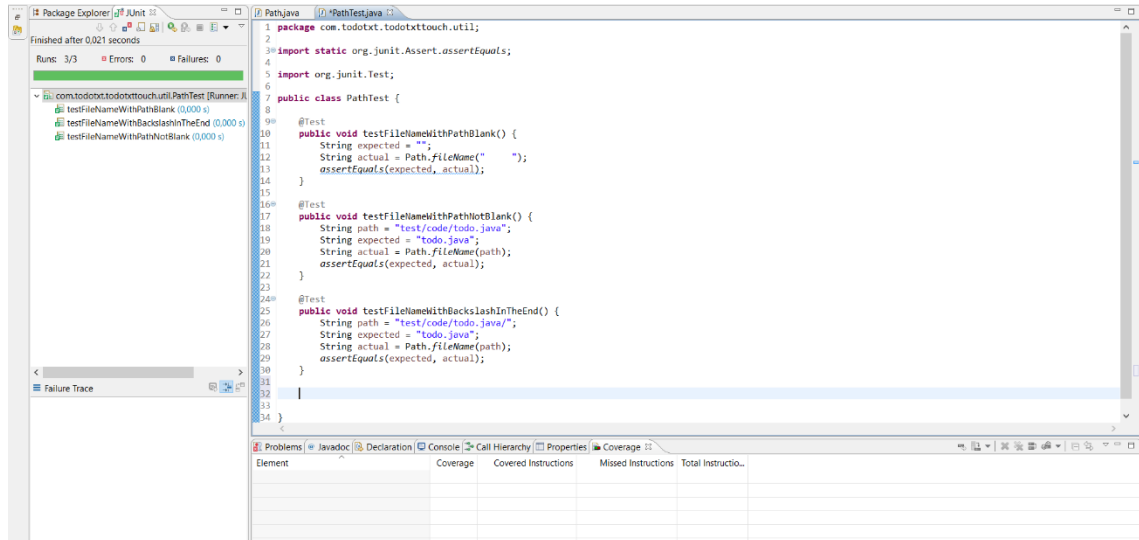 Package Explorer JUnit
Finished after 0,021 seconds
Runs: 3/3 Errors: 0 Failures: 0
com.todotxt.todotxttouch.util.PathTest [Runner: JU
testFileNameWithPathBlank (0,000 s)
testFileNameWithBackslashInTheEnd (0,000 s)
testFileNameWithPathNotBlank (0,000 s)
Failure Trace
Path.java *PathTest.java
1 package com.todotxt.todotxttouch.util;
2
3 import static org.junit.Assert.assertEquals;
4
5 import org.junit.Test;
6
7 public class PathTest {
8
9 @Test
10 public void testFileNameWithPathBlank() {
11 String expected = "";
12 String actual = Path.fileName("      ");
13 assertEquals(expected, actual);
14 }
15
16 @Test
17 public void testFileNameWithPathNotBlank() {
18 String path = "test/code/todo.java";
19 String expected = "todo.java";
20 String actual = Path.fileName(path);
21 assertEquals(expected, actual);
22 }
23
24 @Test
25 public void testFileNameWithBackslashInTheEnd() {
26 String path = "test/code/todo.java/";
27 String expected = "todo.java";
28 String actual = Path.fileName(path);
29 assertEquals(expected, actual);
30 }
31
32
33
34 }
Problems Javadoc Declaration Console Call Hierarchy Properties Coverage
Element Coverage Covered Instructions Missed Instructions Total Instructio...